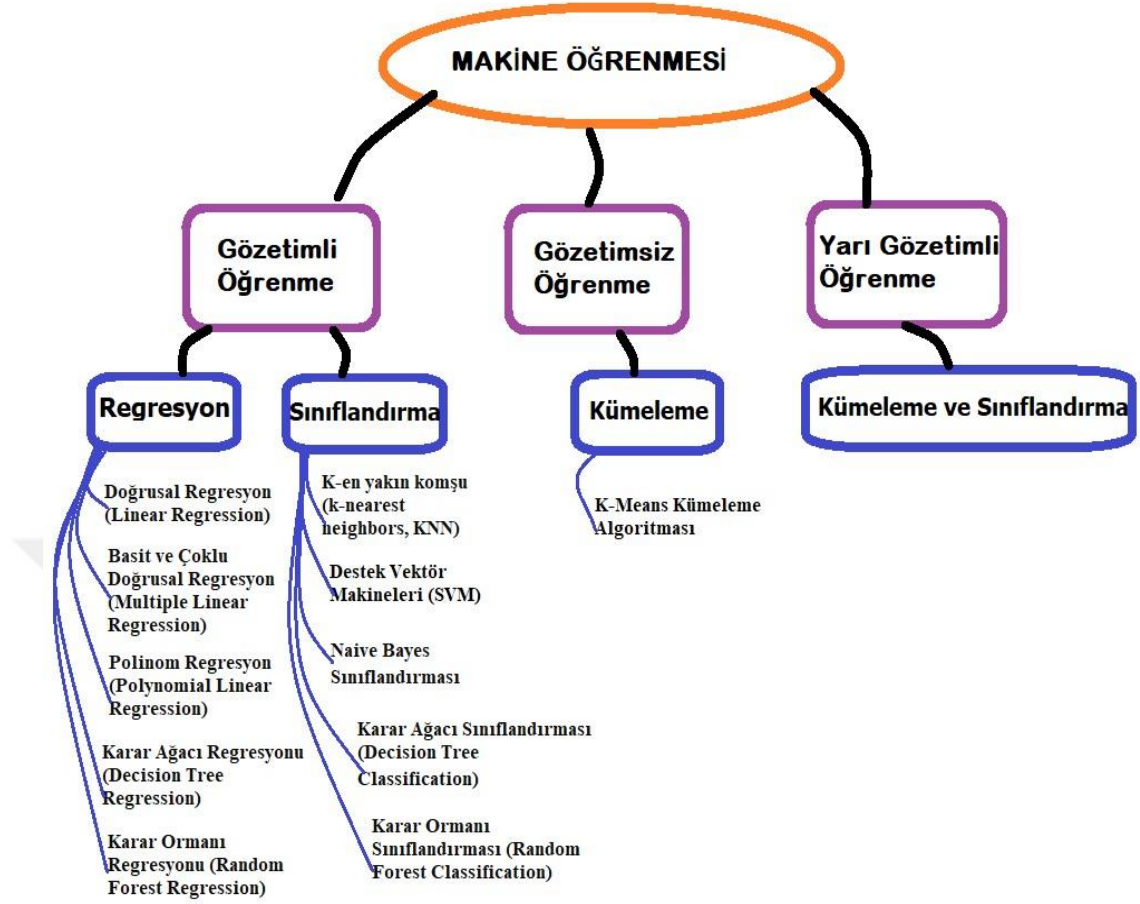 MAKİNE ÖĞRENMESİ
Gözetimli
Öğrenme
Gözetimsiz
Öğrenme
Yarı Gözetimli
Öğrenme
Regresyon
Sınıflandırma
Kümeleme
Kümeleme ve Sınıflandırma
Doğrusal Regresyon
(Linear Regression)
Basit ve Çoklu
Doğrusal Regresyon
(Multiple Linear
Regression)
Polinom Regresyon
(Polynomial Linear
Regression)
Karar Ağacı Regresyonu
(Decision Tree
Regression)
Karar Ormanı
Regresyonu (Random
Forest Regression)
K-en yakın komşu
(k-nearest
neighbors, KNN)
Destek Vektör
Makineleri (SVM)
Naive Bayes
Sınıflandırması
Karar Ağacı Sınıflandırması
(Decision Tree
Classification)
Karar Ormanı
Sınıflandırması (Random
Forest Classification)
K-Means Kümeleme
Algoritması